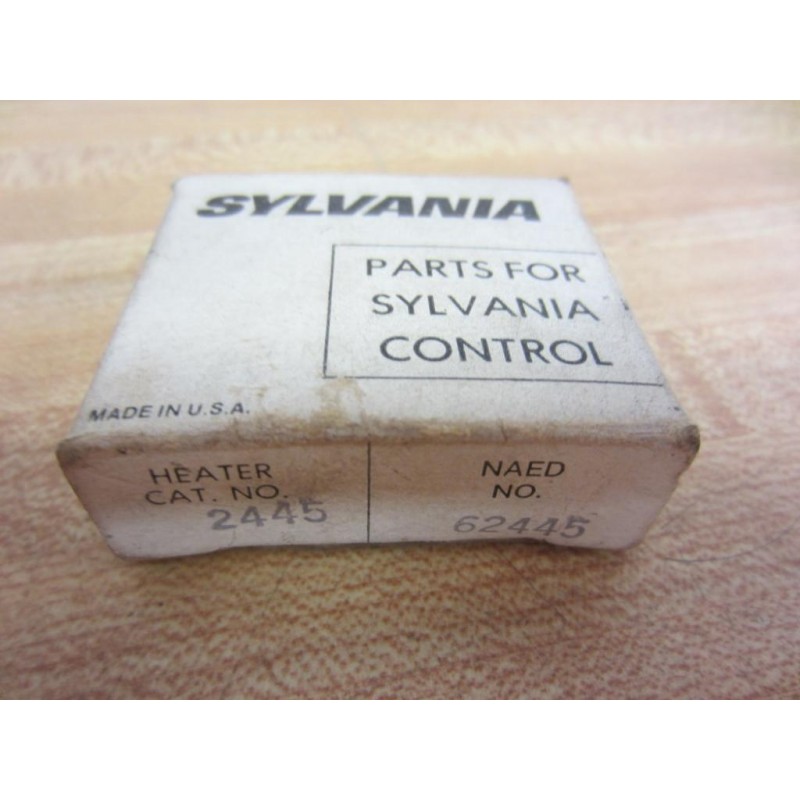 SYLVANIA
PARTS FOR
SYLVANIA
CONTROL
MADE IN U.S.A.
HEATER
CAT. NO.
2445
NAED
NO.
62445